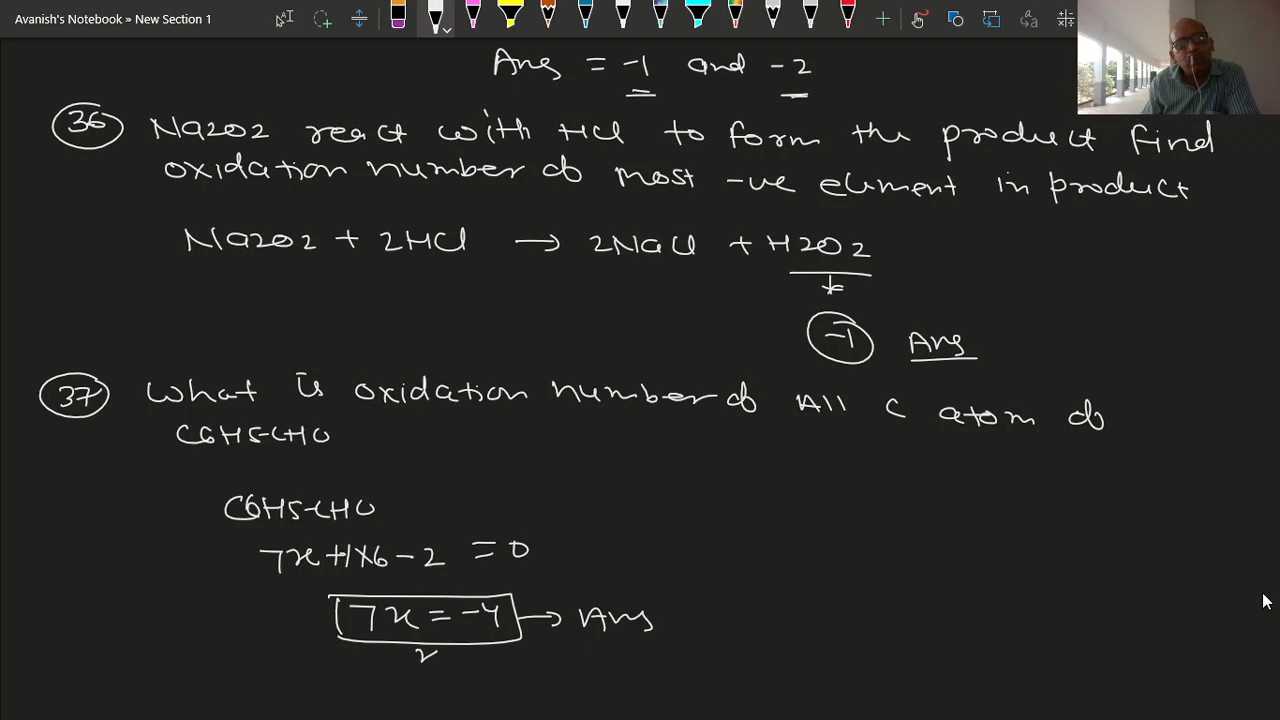 Avanish's Notebook » New Section 1
Ans = -1 and -2
36 Na2O2 react with HCl to form the product Find
oxidation number of most -ve element in product
Na2O2 + 2HCl → 2NaCl + H2O2
-1 Ans
37 What is oxidation number of All C atom of
C6H5-CHO
C6H5-CHO
7x+1×6-2 = 0
7x = -4 → Ans